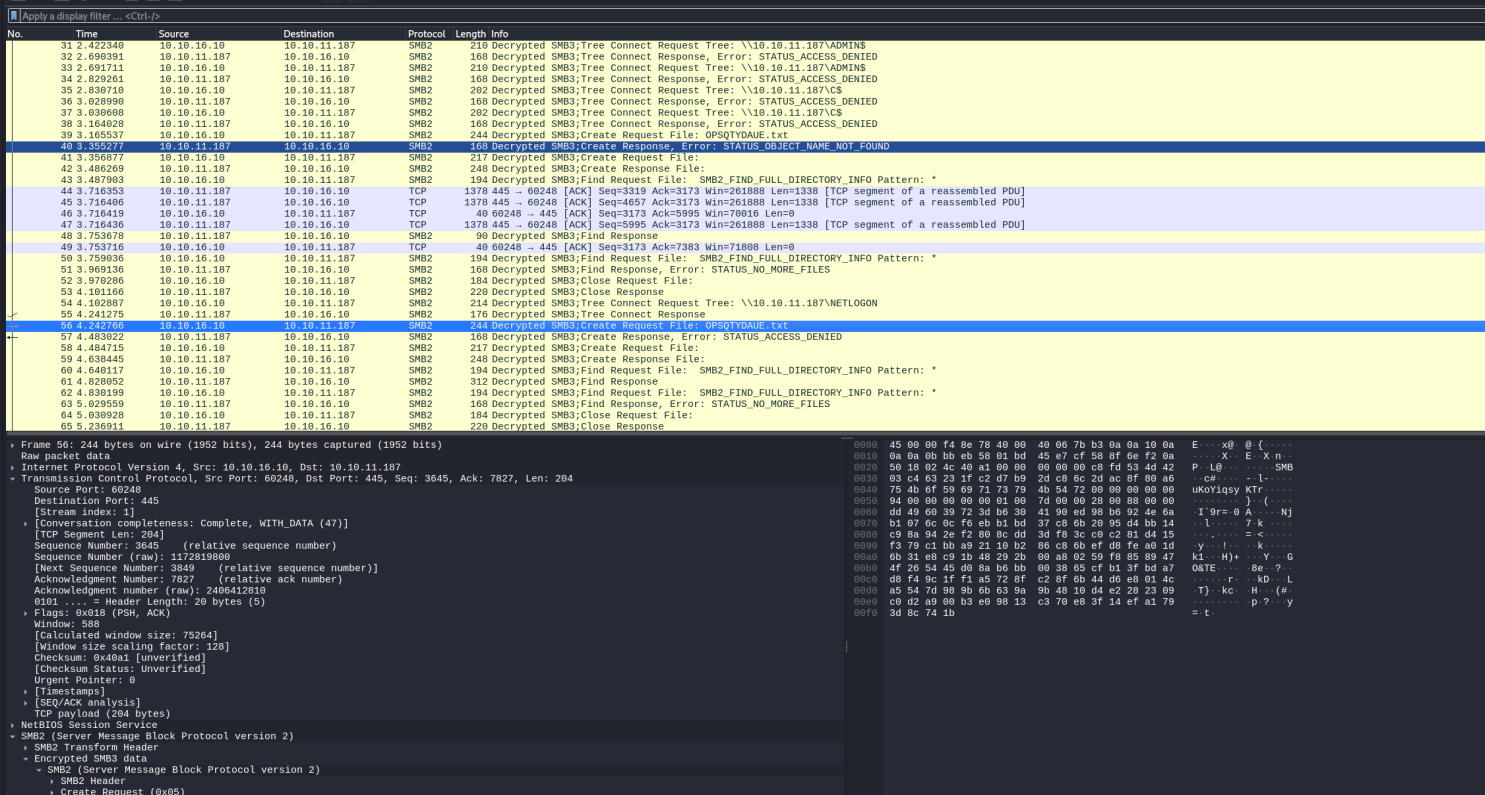 Apply a display filter … <Ctrl-/>
No. Time Source Destination Protocol Length Info
31 2.422340 10.10.16.10 10.10.11.187 SMB2 210 Decrypted SMB3;Tree Connect Request Tree: \\10.10.11.187\ADMIN$
32 2.690391 10.10.11.187 10.10.16.10 SMB2 168 Decrypted SMB3;Tree Connect Response, Error: STATUS_ACCESS_DENIED
33 2.691711 10.10.16.10 10.10.11.187 SMB2 210 Decrypted SMB3;Tree Connect Request Tree: \\10.10.11.187\ADMIN$
34 2.829261 10.10.11.187 10.10.16.10 SMB2 168 Decrypted SMB3;Tree Connect Response, Error: STATUS_ACCESS_DENIED
35 2.830710 10.10.16.10 10.10.11.187 SMB2 202 Decrypted SMB3;Tree Connect Request Tree: \\10.10.11.187\C$
36 3.028990 10.10.11.187 10.10.16.10 SMB2 168 Decrypted SMB3;Tree Connect Response, Error: STATUS_ACCESS_DENIED
37 3.030608 10.10.16.10 10.10.11.187 SMB2 202 Decrypted SMB3;Tree Connect Request Tree: \\10.10.11.187\C$
38 3.164028 10.10.11.187 10.10.16.10 SMB2 168 Decrypted SMB3;Tree Connect Response, Error: STATUS_ACCESS_DENIED
39 3.165537 10.10.16.10 10.10.11.187 SMB2 244 Decrypted SMB3;Create Request File: OPSQTYDAUE.txt
40 3.355277 10.10.11.187 10.10.16.10 SMB2 168 Decrypted SMB3;Create Response, Error: STATUS_OBJECT_NAME_NOT_FOUND
41 3.356877 10.10.16.10 10.10.11.187 SMB2 217 Decrypted SMB3;Create Request File:
42 3.486269 10.10.11.187 10.10.16.10 SMB2 248 Decrypted SMB3;Create Response File:
43 3.487903 10.10.16.10 10.10.11.187 SMB2 194 Decrypted SMB3;Find Request File: SMB2_FIND_FULL_DIRECTORY_INFO Pattern: *
44 3.716353 10.10.11.187 10.10.16.10 TCP 1378 445 → 60248 [ACK] Seq=3319 Ack=3173 Win=261888 Len=1338 [TCP segment of a reassembled PDU]
45 3.716406 10.10.11.187 10.10.16.10 TCP 1378 445 → 60248 [ACK] Seq=4657 Ack=3173 Win=261888 Len=1338 [TCP segment of a reassembled PDU]
46 3.716419 10.10.16.10 10.10.11.187 TCP 40 60248 → 445 [ACK] Seq=3173 Ack=5995 Win=70016 Len=0
47 3.716436 10.10.11.187 10.10.16.10 TCP 1378 445 → 60248 [ACK] Seq=5995 Ack=3173 Win=261888 Len=1338 [TCP segment of a reassembled PDU]
48 3.753678 10.10.11.187 10.10.16.10 SMB2 90 Decrypted SMB3;Find Response
49 3.753716 10.10.16.10 10.10.11.187 TCP 40 60248 → 445 [ACK] Seq=3173 Ack=7383 Win=71808 Len=0
50 3.759036 10.10.16.10 10.10.11.187 SMB2 194 Decrypted SMB3;Find Request File: SMB2_FIND_FULL_DIRECTORY_INFO Pattern: *
51 3.969136 10.10.11.187 10.10.16.10 SMB2 168 Decrypted SMB3;Find Response, Error: STATUS_NO_MORE_FILES
52 3.970286 10.10.16.10 10.10.11.187 SMB2 184 Decrypted SMB3;Close Request File:
53 4.101166 10.10.11.187 10.10.16.10 SMB2 220 Decrypted SMB3;Close Response
54 4.102887 10.10.16.10 10.10.11.187 SMB2 214 Decrypted SMB3;Tree Connect Request Tree: \\10.10.11.187\NETLOGON
55 4.241275 10.10.11.187 10.10.16.10 SMB2 176 Decrypted SMB3;Tree Connect Response
56 4.242766 10.10.16.10 10.10.11.187 SMB2 244 Decrypted SMB3;Create Request File: OPSQTYDAUE.txt
57 4.483022 10.10.11.187 10.10.16.10 SMB2 168 Decrypted SMB3;Create Response, Error: STATUS_ACCESS_DENIED
58 4.484715 10.10.16.10 10.10.11.187 SMB2 217 Decrypted SMB3;Create Request File:
59 4.638445 10.10.11.187 10.10.16.10 SMB2 248 Decrypted SMB3;Create Response File:
60 4.640117 10.10.16.10 10.10.11.187 SMB2 194 Decrypted SMB3;Find Request File: SMB2_FIND_FULL_DIRECTORY_INFO Pattern: *
61 4.828052 10.10.11.187 10.10.16.10 SMB2 312 Decrypted SMB3;Find Response
62 4.830199 10.10.16.10 10.10.11.187 SMB2 194 Decrypted SMB3;Find Request File: SMB2_FIND_FULL_DIRECTORY_INFO Pattern: *
63 5.029559 10.10.11.187 10.10.16.10 SMB2 168 Decrypted SMB3;Find Response, Error: STATUS_NO_MORE_FILES
64 5.030928 10.10.16.10 10.10.11.187 SMB2 184 Decrypted SMB3;Close Request File:
65 5.236911 10.10.11.187 10.10.16.10 SMB2 220 Decrypted SMB3;Close Response
Frame 56: 244 bytes on wire (1952 bits), 244 bytes captured (1952 bits)
Raw packet data
Internet Protocol Version 4, Src: 10.10.16.10, Dst: 10.10.11.187
Transmission Control Protocol, Src Port: 60248, Dst Port: 445, Seq: 3645, Ack: 7827, Len: 204
Source Port: 60248
Destination Port: 445
[Stream index: 1]
[Conversation completeness: Complete, WITH_DATA (47)]
[TCP Segment Len: 204]
Sequence Number: 3645 (relative sequence number)
Sequence Number (raw): 1172819800
[Next Sequence Number: 3849 (relative sequence number)]
Acknowledgment Number: 7827 (relative ack number)
Acknowledgment number (raw): 2406412810
0101 .... = Header Length: 20 bytes (5)
Flags: 0x018 (PSH, ACK)
Window: 588
[Calculated window size: 75264]
[Window size scaling factor: 128]
Checksum: 0x40a1 [unverified]
[Checksum Status: Unverified]
Urgent Pointer: 0
[Timestamps]
[SEQ/ACK analysis]
TCP payload (204 bytes)
NetBIOS Session Service
SMB2 (Server Message Block Protocol version 2)
SMB2 Transform Header
Encrypted SMB3 data
SMB2 (Server Message Block Protocol version 2)
SMB2 Header
Create Request (0x05)
0000 45 00 00 f4 8e 78 40 00 40 06 7b b3 0a 0a 10 0a E····x@· @·{·····
0010 0a 0a 0b bb eb 58 01 bd 45 e7 cf 58 8f 6e f2 0a ·····X·· E··X·n··
0020 50 18 02 4c 40 a1 00 00 00 00 00 c8 fd 53 4d 42 P··L@··· ·····SMB
0030 03 c4 63 23 1f c2 d7 b9 2d c8 6c 2d ac 8f 80 a6 ··c#···· -·l-····
0040 75 4b 6f 59 69 71 73 79 4b 54 72 00 00 00 00 00 uKoYiqsy KTr·····
0050 94 00 00 00 00 00 01 00 7d 00 00 28 00 88 00 00 ········ }··(····
0060 dd 49 60 39 72 3d b6 30 41 90 ed 98 b6 92 4e 6a ·I`9r=·0 A·····Nj
0070 b1 07 6c 0c f6 eb b1 bd 37 c8 6b 20 95 d4 bb 14 ··l····· 7·k ····
0080 c9 8a 94 2e f2 80 8c dd 3d f8 3c c0 c2 81 d4 15 ···.···· =·<·····
0090 f3 79 c1 bb a9 21 10 b2 86 c8 6b ef d8 fe a0 1d ·y···!·· ··k·····
00a0 6b 31 e8 c9 1b 48 29 2b 00 a8 02 59 f8 85 89 47 k1···H)+ ···Y···G
00b0 4f 26 54 45 d0 8a b6 bb 00 38 65 cf b1 3f bd a7 O&TE···· ·8e··?··
00c0 d8 f4 9c 1f f1 a5 72 8f c2 8f 6b 44 d6 e8 01 4c ······r· ··kD···L
00d0 a5 54 7d 98 9b 6b 63 9a 9b 48 10 d4 e2 28 23 09 ·T}··kc· ·H···(#·
00e0 c0 d2 a9 00 b3 e0 98 13 c3 70 e8 3f 14 ef a1 79 ········ ·p·?···y
00f0 3d 8c 74 1b =·t·